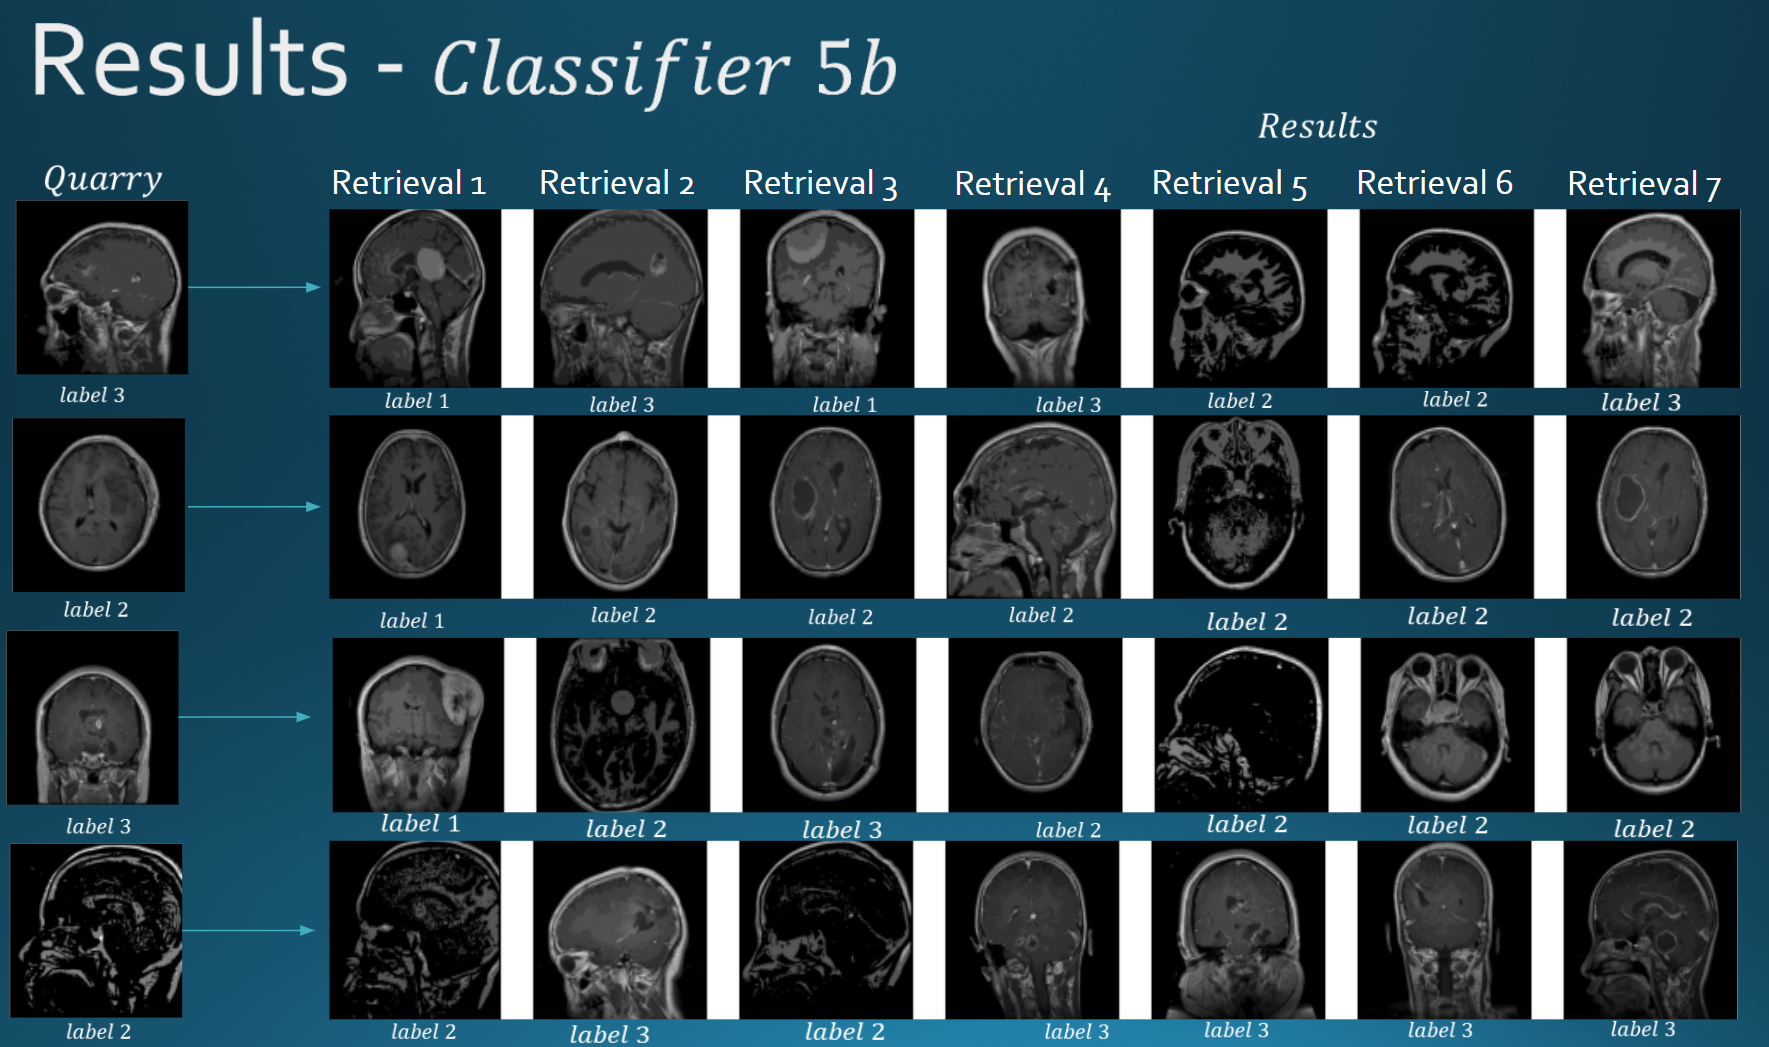 Results - Classifier 5b
Results
Quarry
Retrieval 1 Retrieval 2 Retrieval 3 Retrieval 4 Retrieval 5 Retrieval 6 Retrieval 7
label 3
label 1 label 3 label 1 label 3 label 2 label 2 label 3
label 2
label 1 label 2 label 2 label 2 label 2 label 2 label 2
label 3
label 1 label 2 label 3 label 2 label 2 label 2 label 2
label 2
label 2 label 3 label 2 label 3 label 3 label 3 label 3